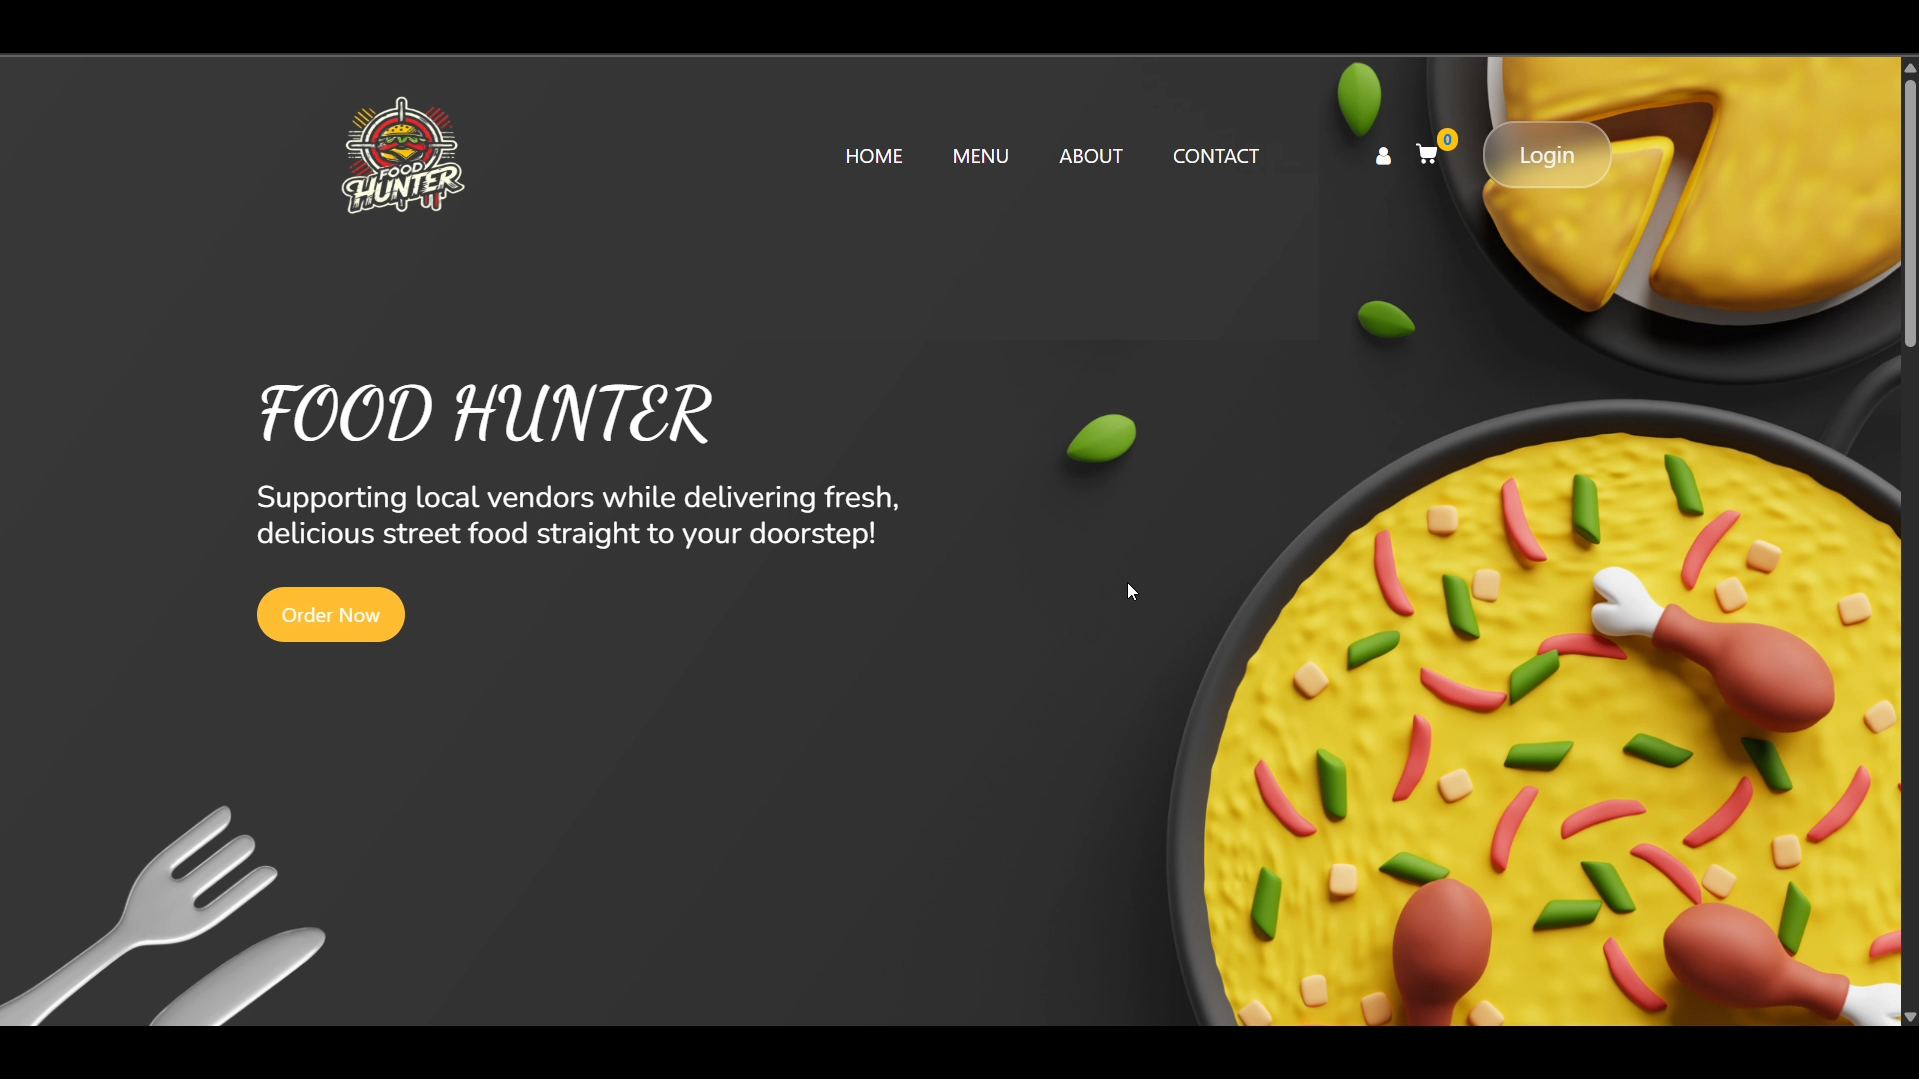 FOOD
HUNTER
HOME MENU ABOUT CONTACT 0 Login
FOOD HUNTER
Supporting local vendors while delivering fresh,
delicious street food straight to your doorstep!
Order Now